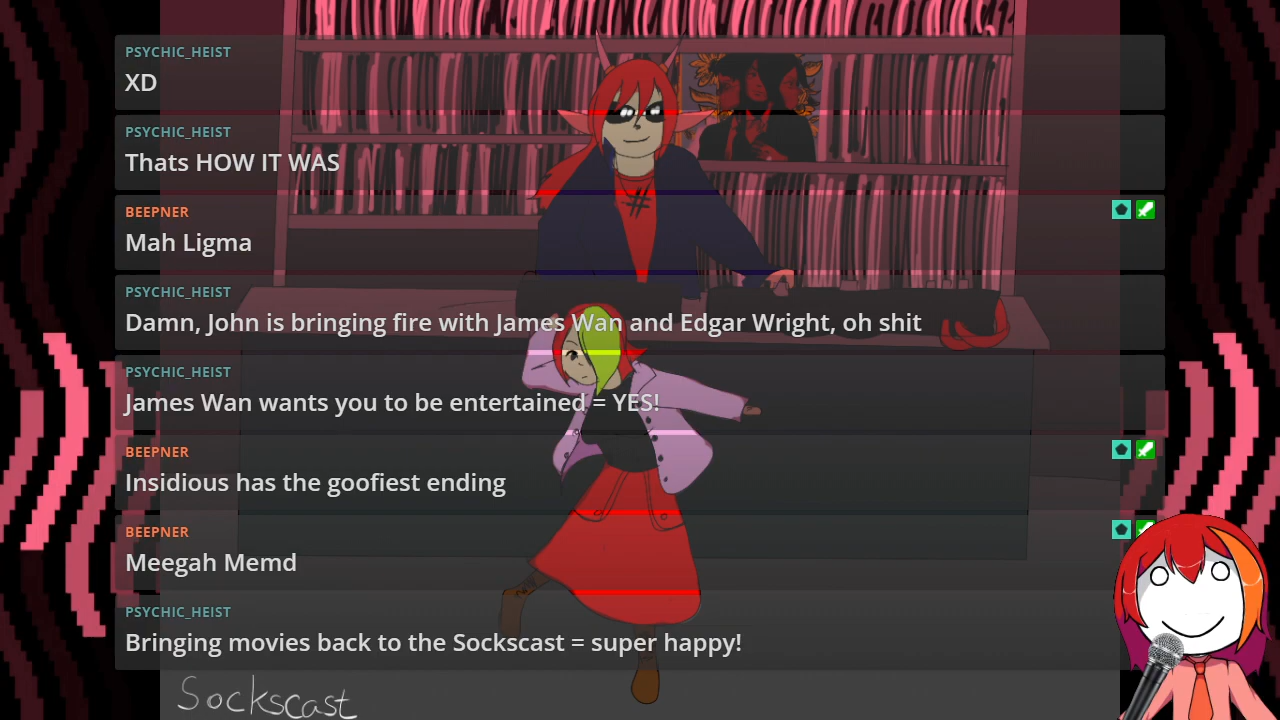 PSYCHIC_HEIST
XD
PSYCHIC_HEIST
Thats HOW IT WAS
BEEPNER
Mah Ligma
PSYCHIC_HEIST
Damn, John is bringing fire with James Wan and Edgar Wright, oh shit
PSYCHIC_HEIST
James Wan wants you to be entertained = YES!
BEEPNER
Insidious has the goofiest ending
BEEPNER
Meegah Memd
PSYCHIC_HEIST
Bringing movies back to the Sockscast = super happy!
Sockscast